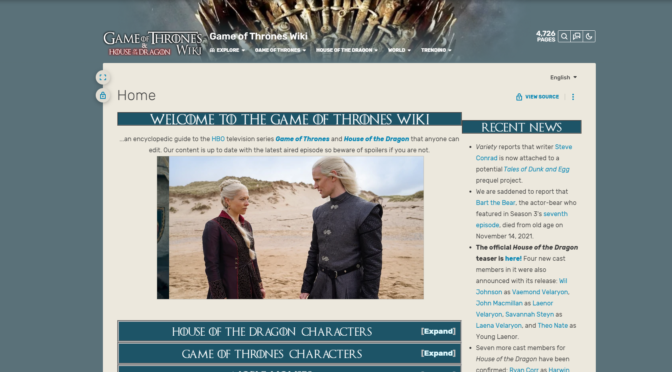 GAME OF THRONES
&
HOUSE OF THE DRAGON
WIKI
Game of Thrones Wiki
EXPLORE
GAME OF THRONES
HOUSE OF THE DRAGON
WORLD
TRENDING
4,726
PAGES
English
Home
VIEW SOURCE
WELCOME TO THE GAME OF THRONES WIKI
...an encyclopedic guide to the HBO television series Game of Thrones and House of the Dragon that anyone can
edit. Our content is up to date with the latest aired episode so beware of spoilers if you are not.
HOUSE OF THE DRAGON CHARACTERS
[Expand]
GAME OF THRONES CHARACTERS
[Expand]
RECENT NEWS
Variety reports that writer Steve
Conrad is now attached to a
potential Tales of Dunk and Egg
prequel project.
We are saddened to report that
Bart the Bear, the actor-bear who
featured in Season 3's seventh
episode, died from old age on
November 14, 2021.
The official House of the Dragon
teaser is here! Four new cast
members in it were also
announced with its release: Wil
Johnson as Vaemond Velaryon,
John Macmillan as Laenor
Velaryon, Savannah Steyn as
Laena Velaryon, and Theo Nate as
Young Laenor.
Seven more cast members for
House of the Dragon have been
confirmed: Ryan Corr as Harwin